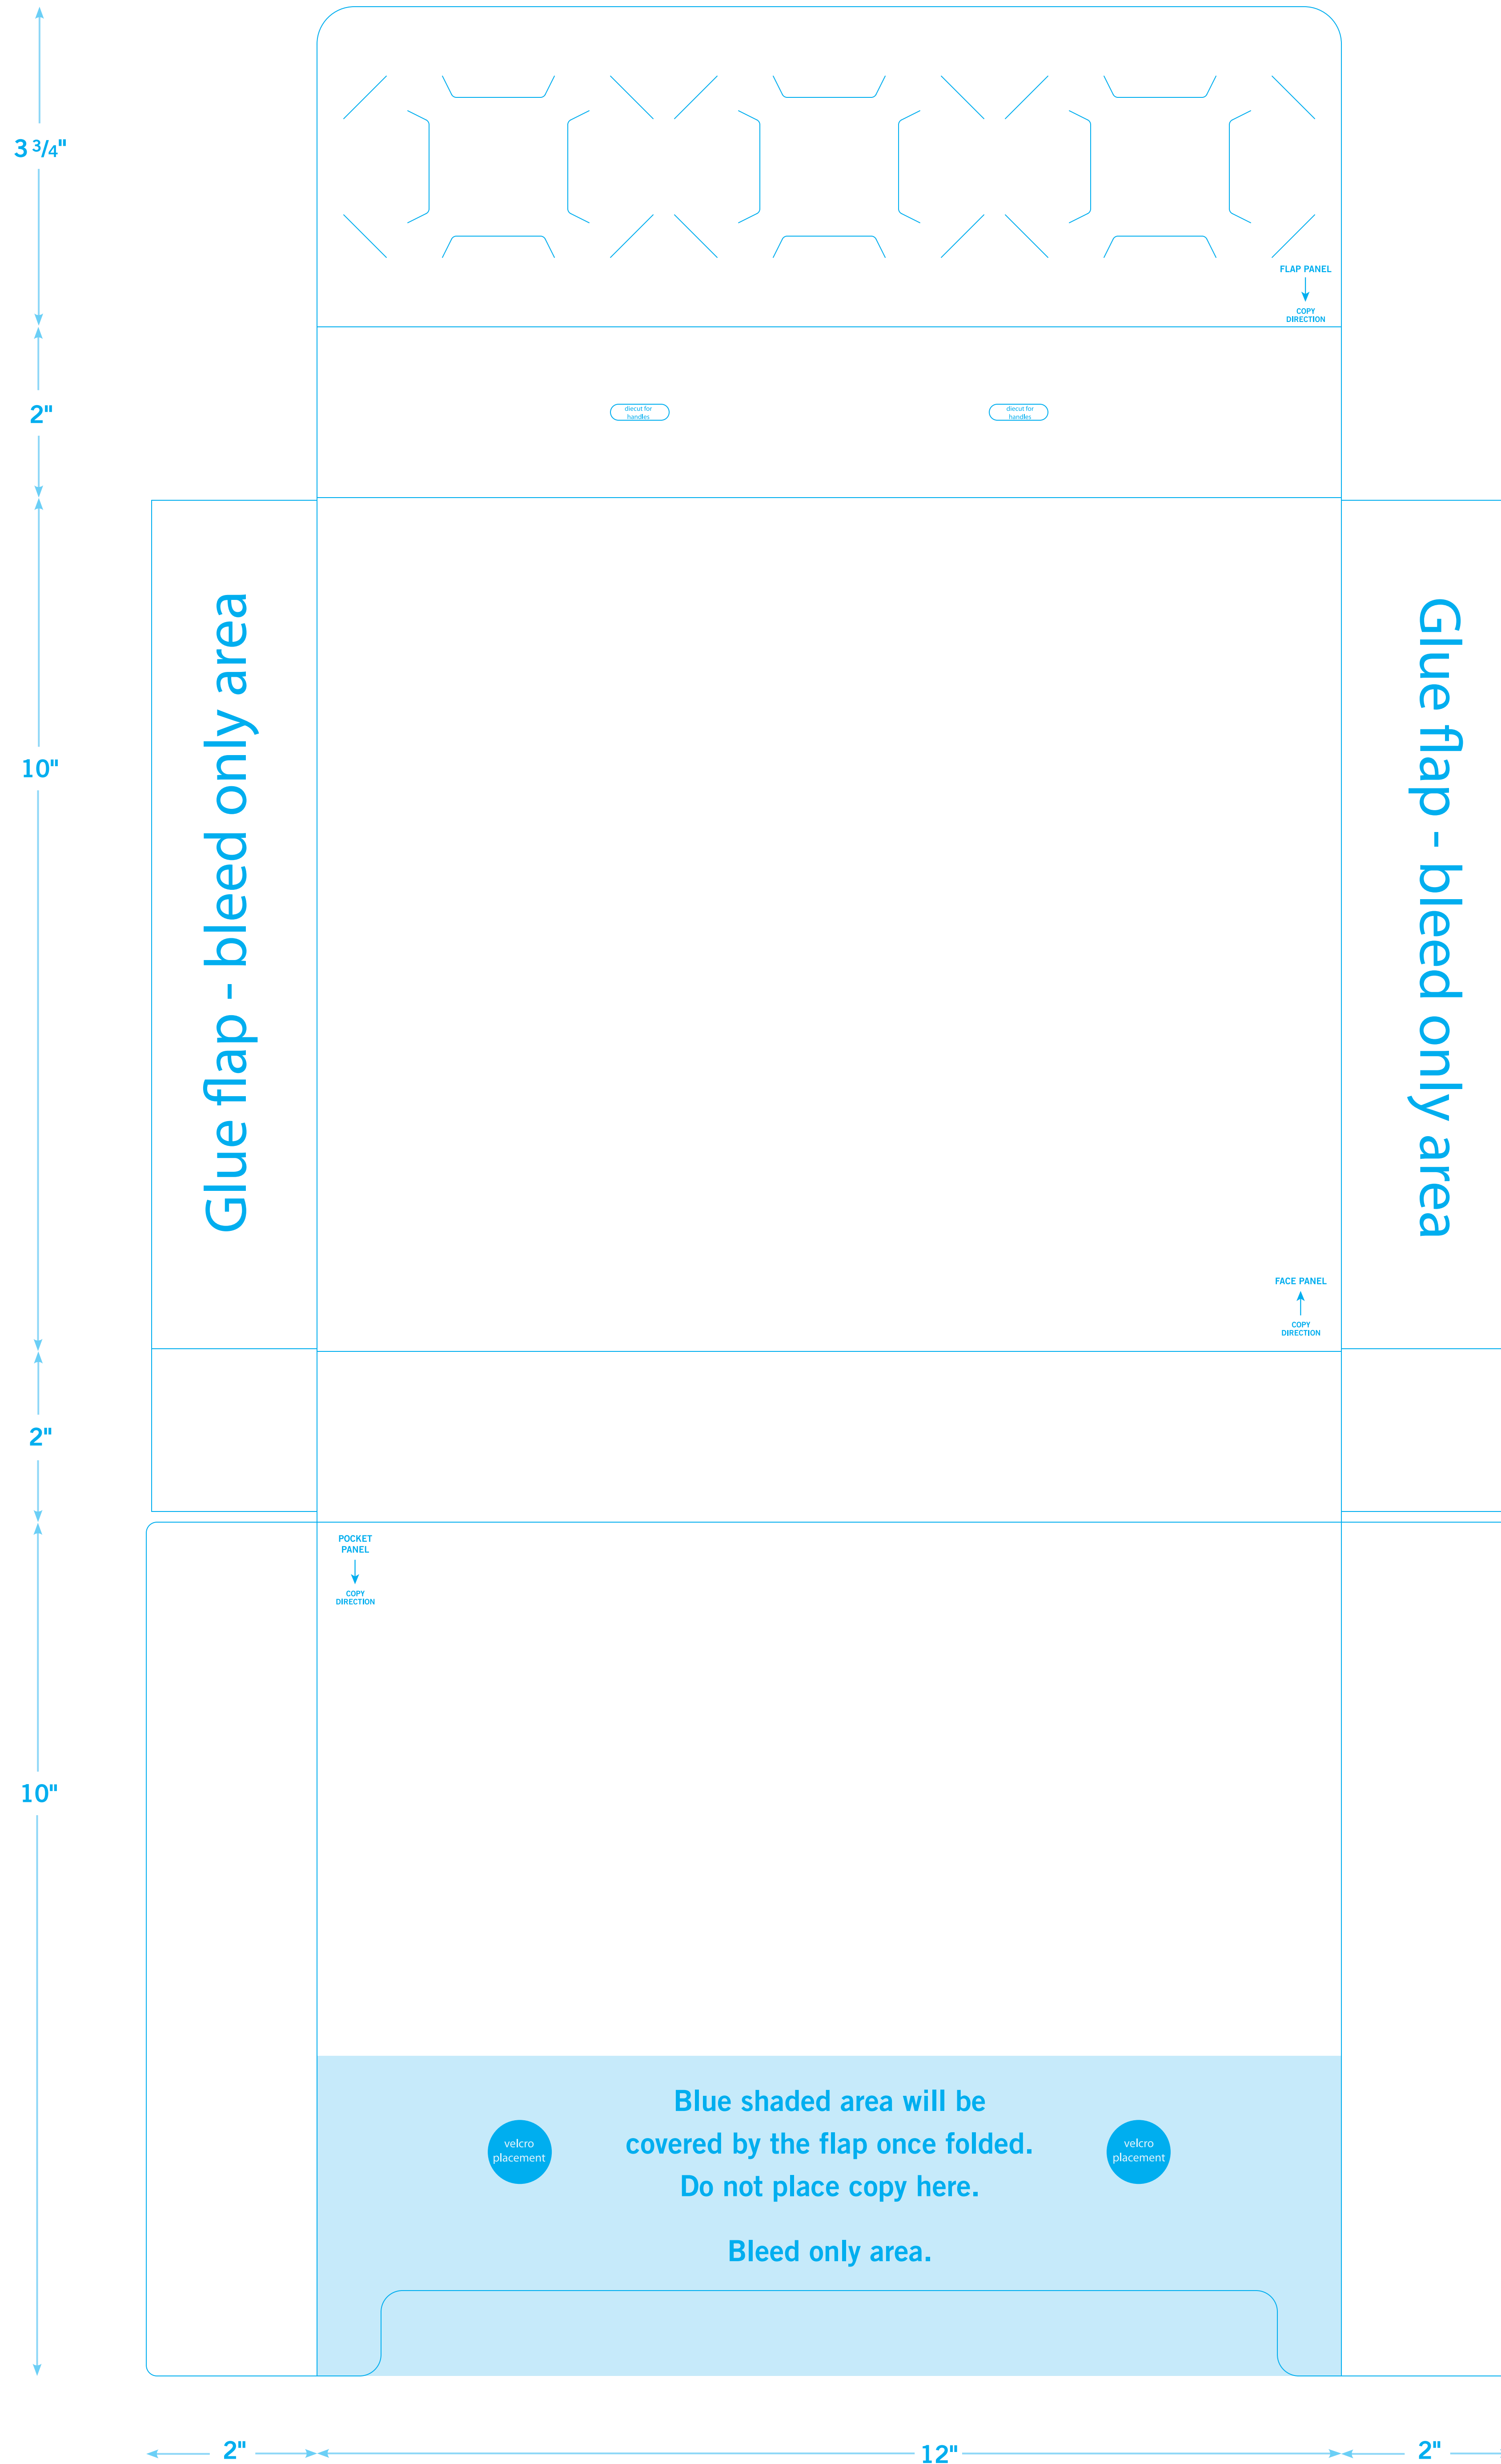 3 3/4"
FLAP PANEL
COPY
DIRECTION
2"
diecut for
handles
diecut for
handles
10"
Glue flap - bleed only area
Glue flap - bleed only area
FACE PANEL
COPY
DIRECTION
2"
POCKET
PANEL
COPY
DIRECTION
10"
Blue shaded area will be
covered by the flap once folded.
Do not place copy here.
Bleed only area.
velcro
placement
velcro
placement
2"
12"
2"